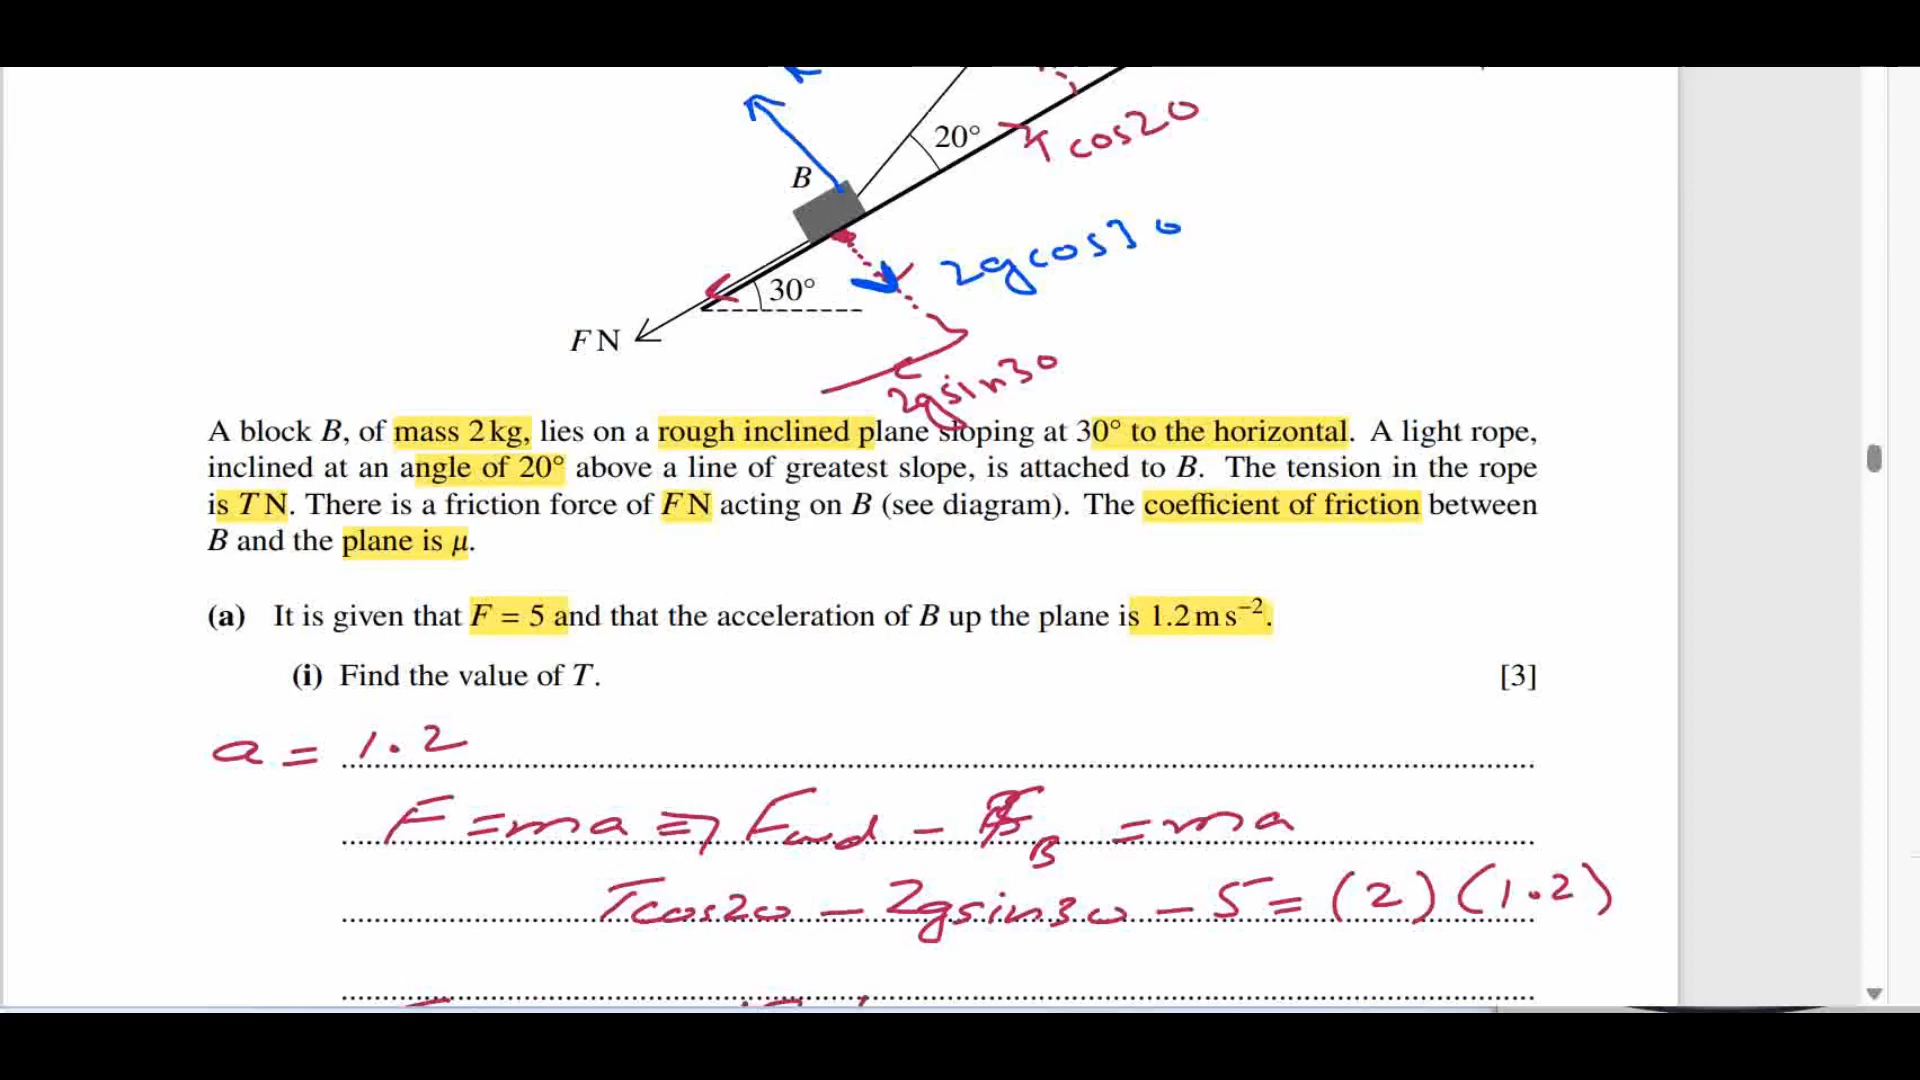 20°
T cos20
B
2g cos30
30°
F N
2g sin30
A block B, of mass 2 kg, lies on a rough inclined plane sloping at 30° to the horizontal. A light rope,
inclined at an angle of 20° above a line of greatest slope, is attached to B. The tension in the rope
is T N. There is a friction force of F N acting on B (see diagram). The coefficient of friction between
B and the plane is μ.
(a) It is given that F = 5 and that the acceleration of B up the plane is 1.2 m s⁻².
(i) Find the value of T. [3]
a = 1.2
F = ma ⇒ Fwd - F_B = ma
T cos20 - 2g sin30 - 5 = (2)(1.2)